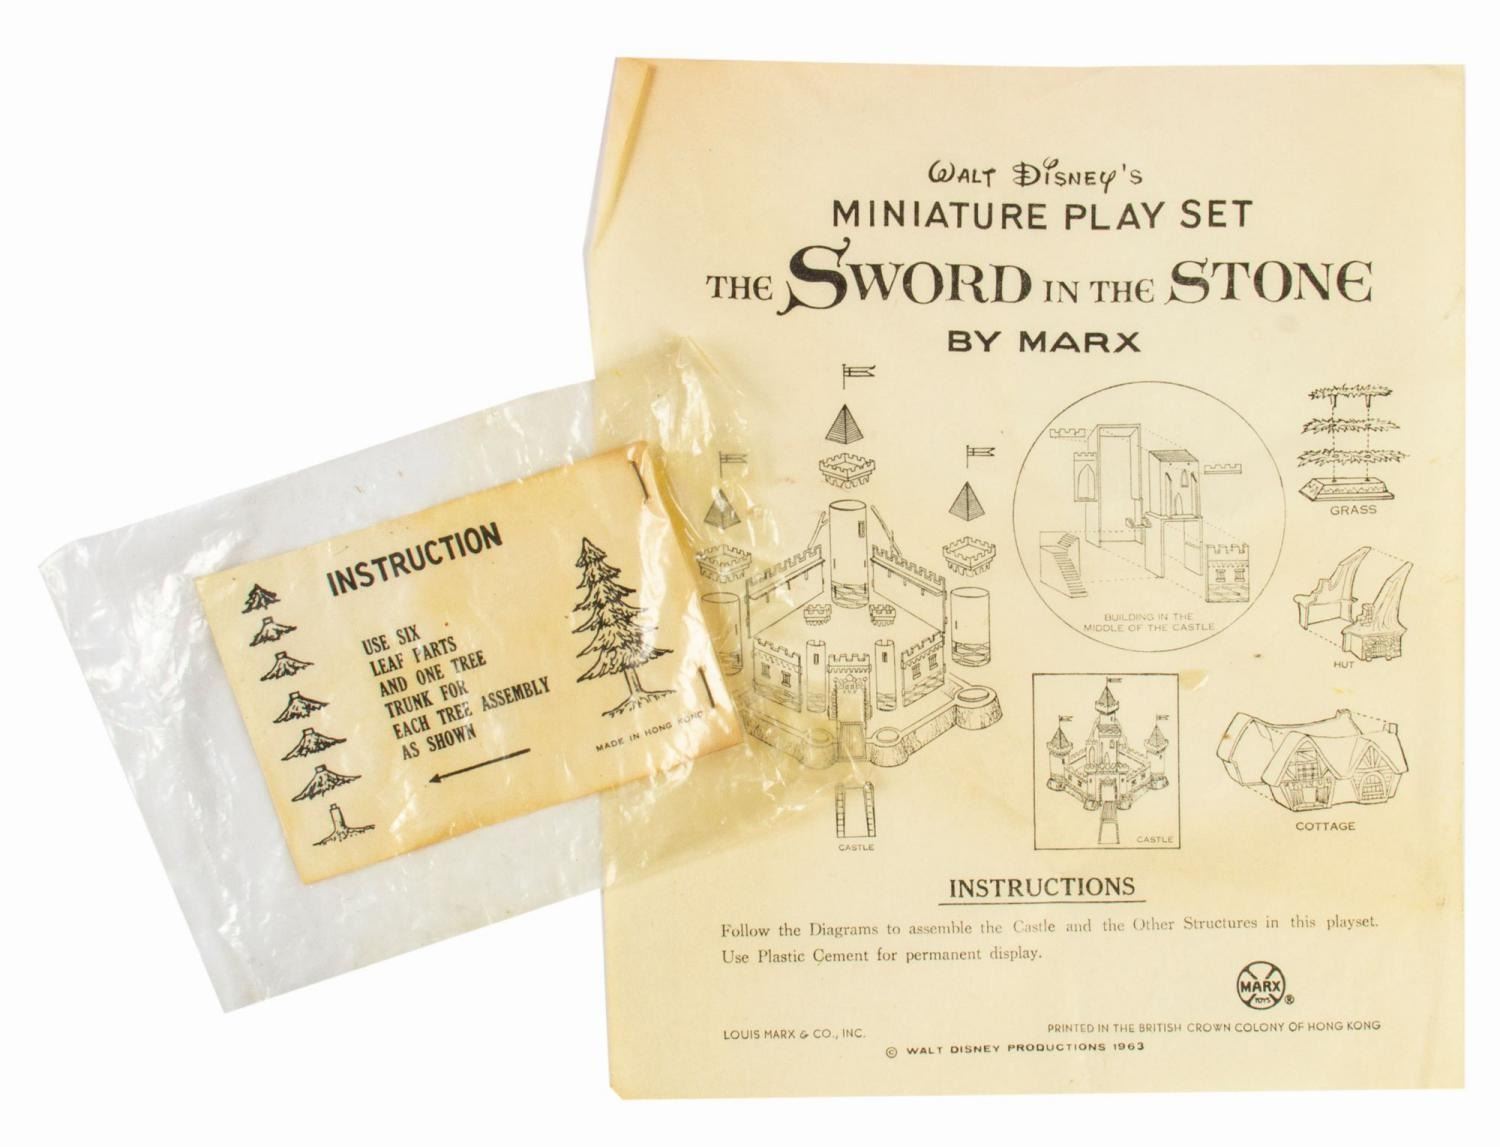 WALT DISNEY'S
MINIATURE PLAY SET
THE SWORD IN THE STONE
BY MARX
GRASS
BUILDING IN THE
MIDDLE OF THE CASTLE
HUT
CASTLE
CASTLE
COTTAGE
INSTRUCTIONS
Follow the Diagrams to assemble the Castle and the Other Structures in this playset.
Use Plastic Cement for permanent display.
MARX
TOYS
®
LOUIS MARX & CO., INC.
PRINTED IN THE BRITISH CROWN COLONY OF HONG KONG
© WALT DISNEY PRODUCTIONS 1963
INSTRUCTION
USE SIX
LEAF PARTS
AND ONE TREE
TRUNK FOR
EACH TREE ASSEMBLY
AS SHOWN
MADE IN HONG KONG